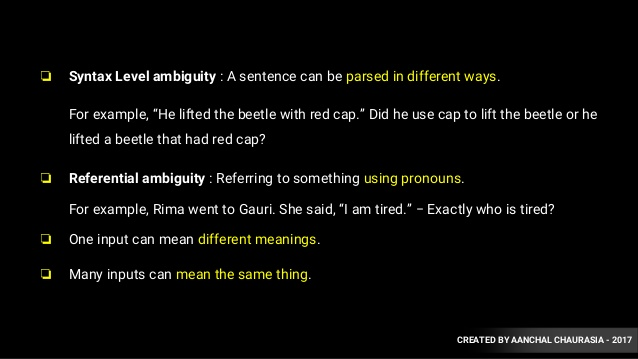 ❏ Syntax Level ambiguity : A sentence can be parsed in different ways.
For example, “He lifted the beetle with red cap.” Did he use cap to lift the beetle or he
lifted a beetle that had red cap?
❏ Referential ambiguity : Referring to something using pronouns.
For example, Rima went to Gauri. She said, “I am tired.” − Exactly who is tired?
❏ One input can mean different meanings.
❏ Many inputs can mean the same thing.
CREATED BY AANCHAL CHAURASIA - 2017